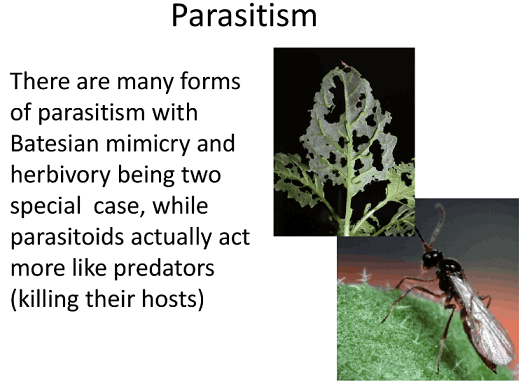 Parasitism
There are many forms
of parasitism with
Batesian mimicry and
herbivory being two
special  case, while
parasitoids actually act
more like predators
(killing their hosts)